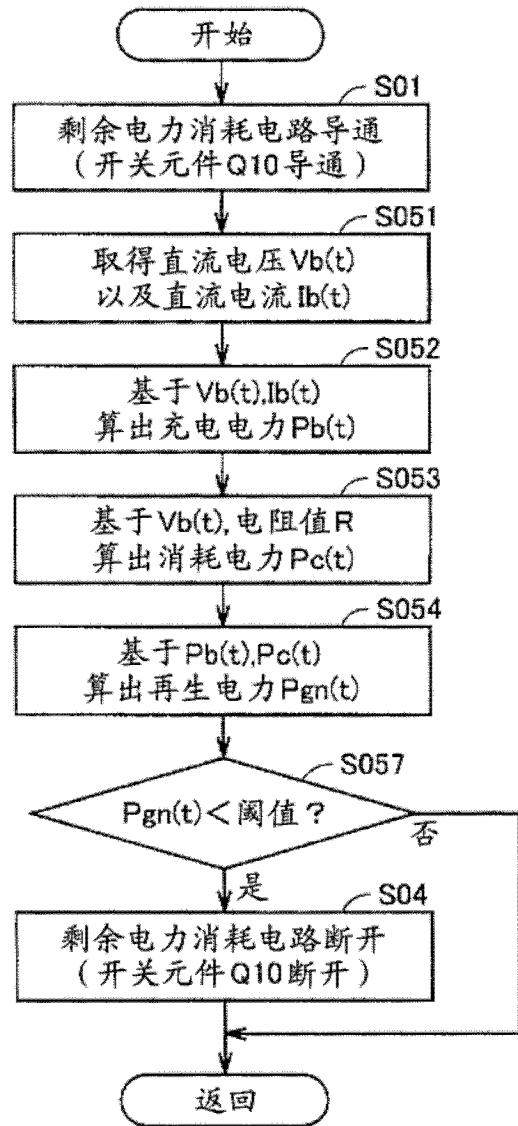 开始
S01
剩余电力消耗电路导通
(开关元件Q10导通)
S051
取得直流电压Vb(t)
以及直流电流Ib(t)
S052
基于Vb(t),Ib(t)
算出充电电力Pb(t)
S053
基于Vb(t),电阻值R
算出消耗电力Pc(t)
S054
基于Pb(t),Pc(t)
算出再生电力Pgn(t)
S057
Pgn(t)<阈值?
否
是
S04
剩余电力消耗电路断开
(开关元件Q10断开)
返回